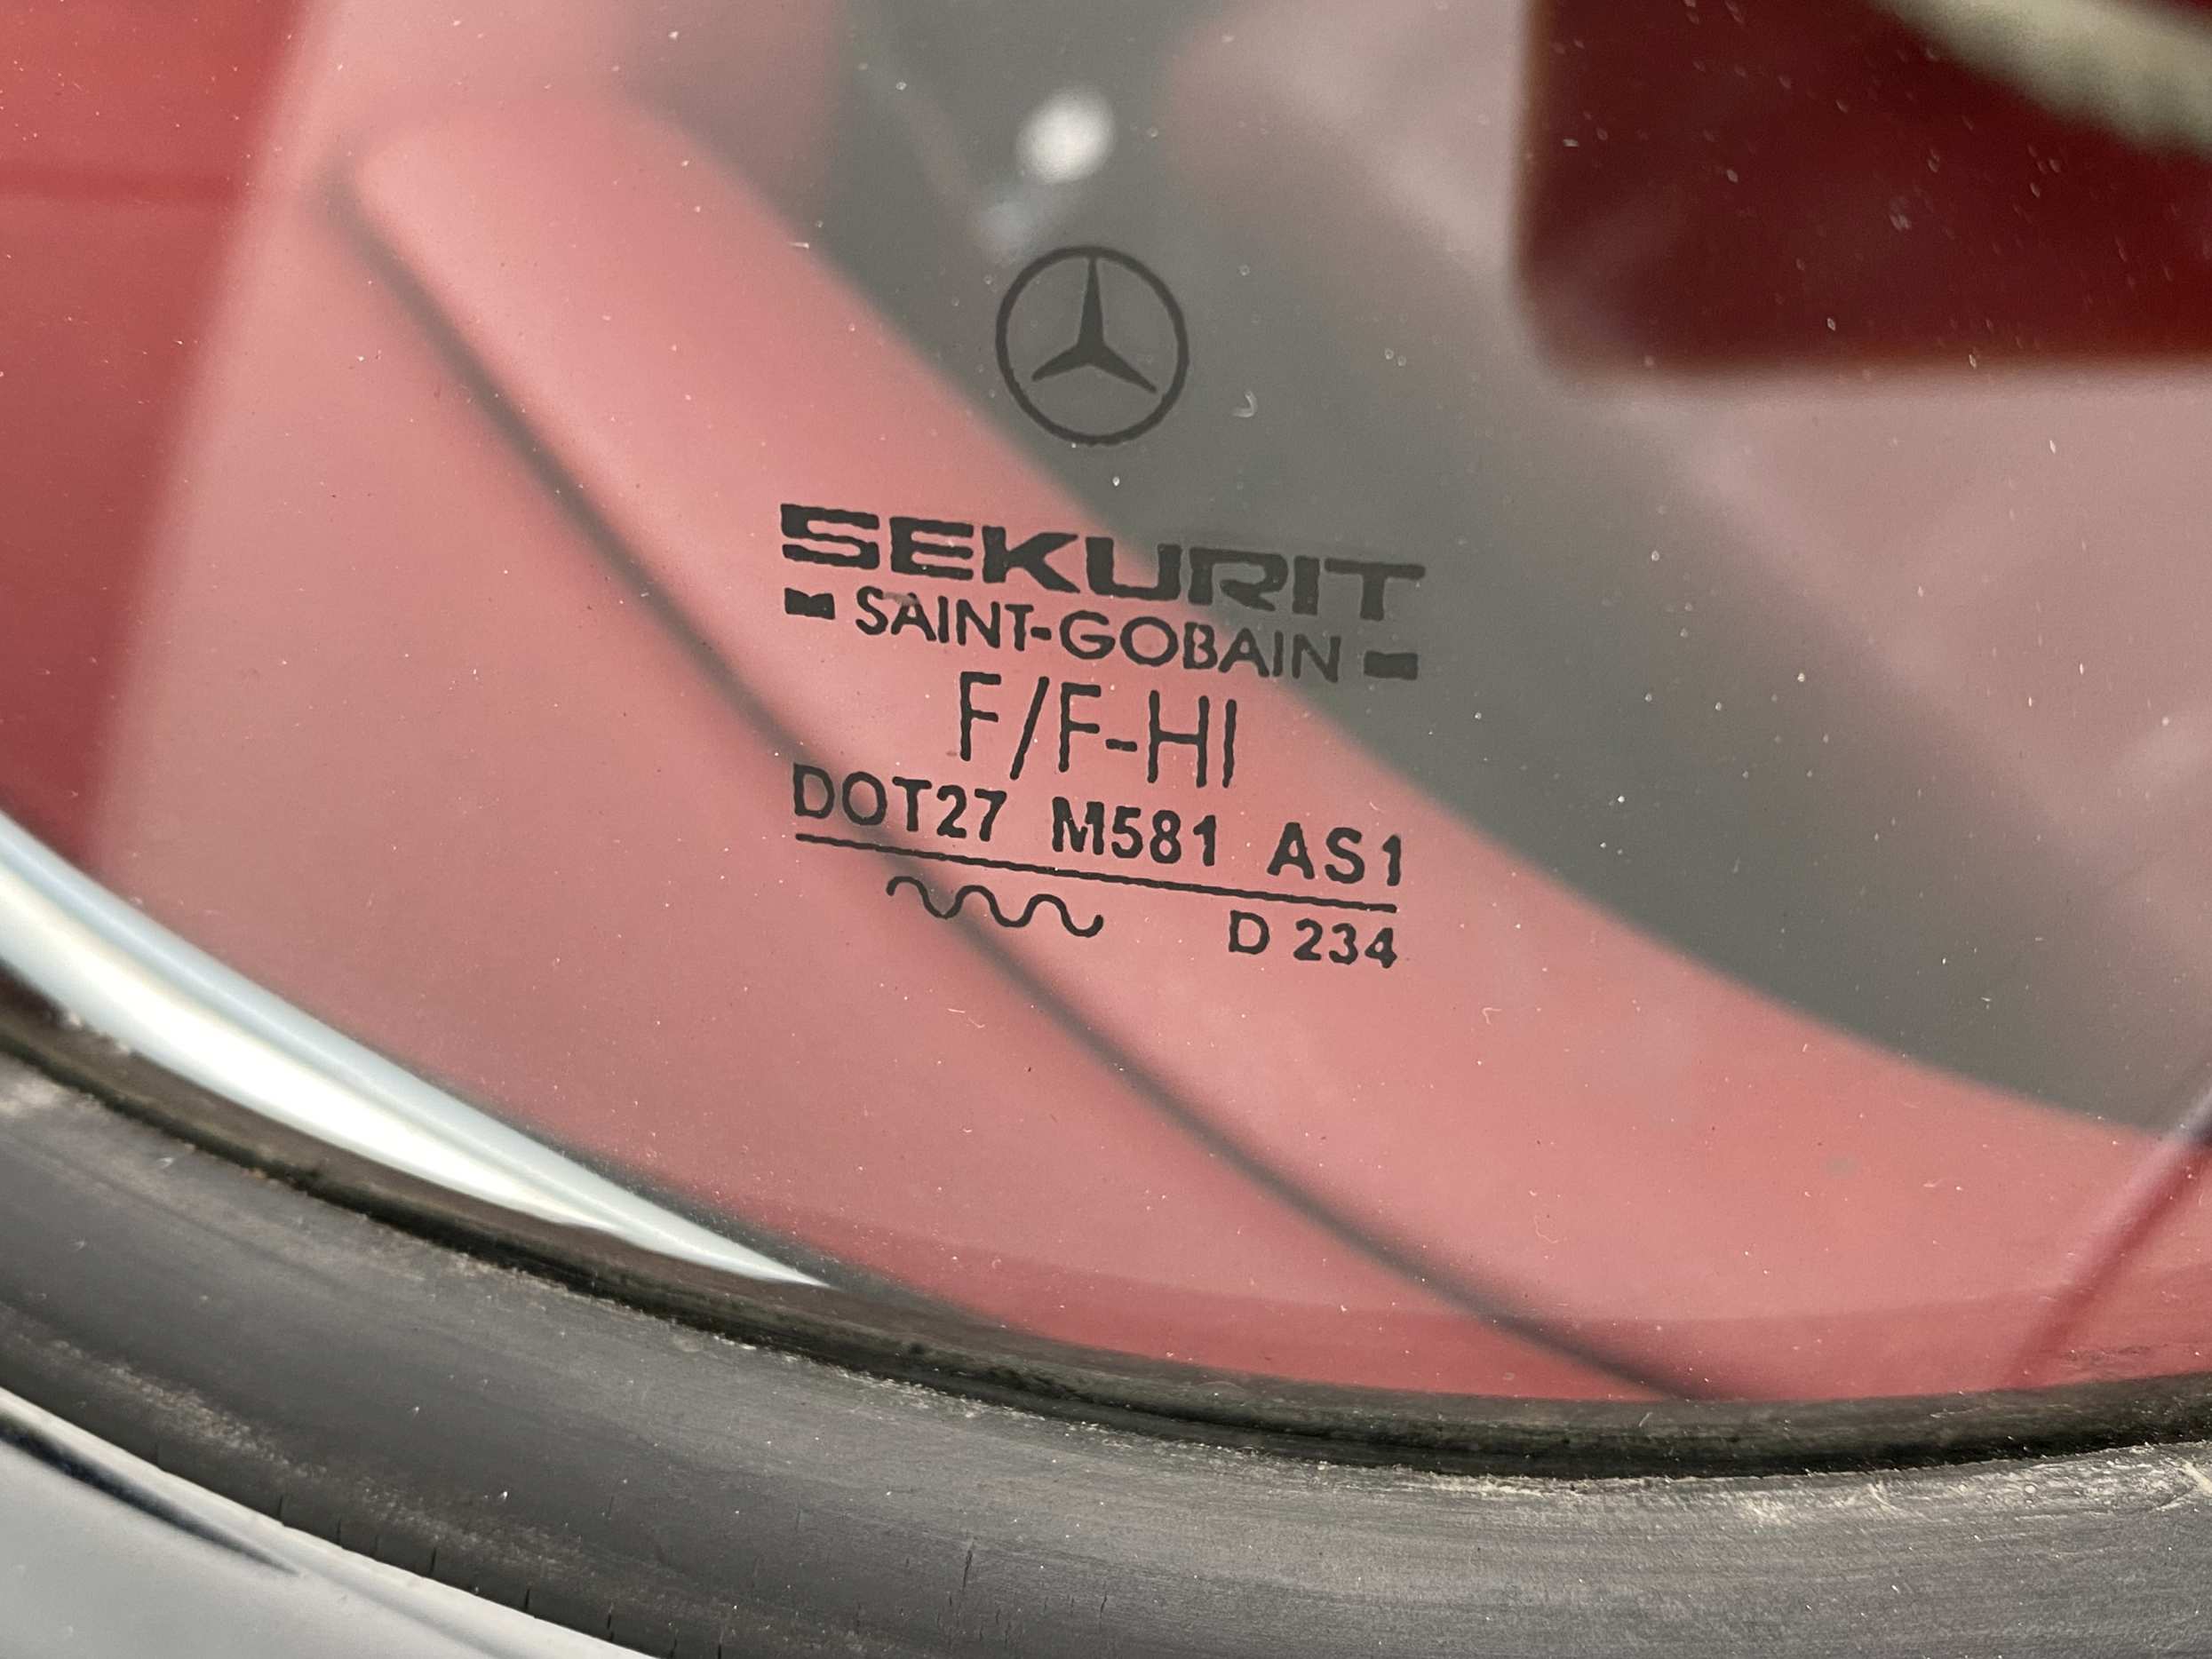 SEKURIT
SAINT-GOBAIN
F/F-HI
DOT27 M581 AS1
D 234